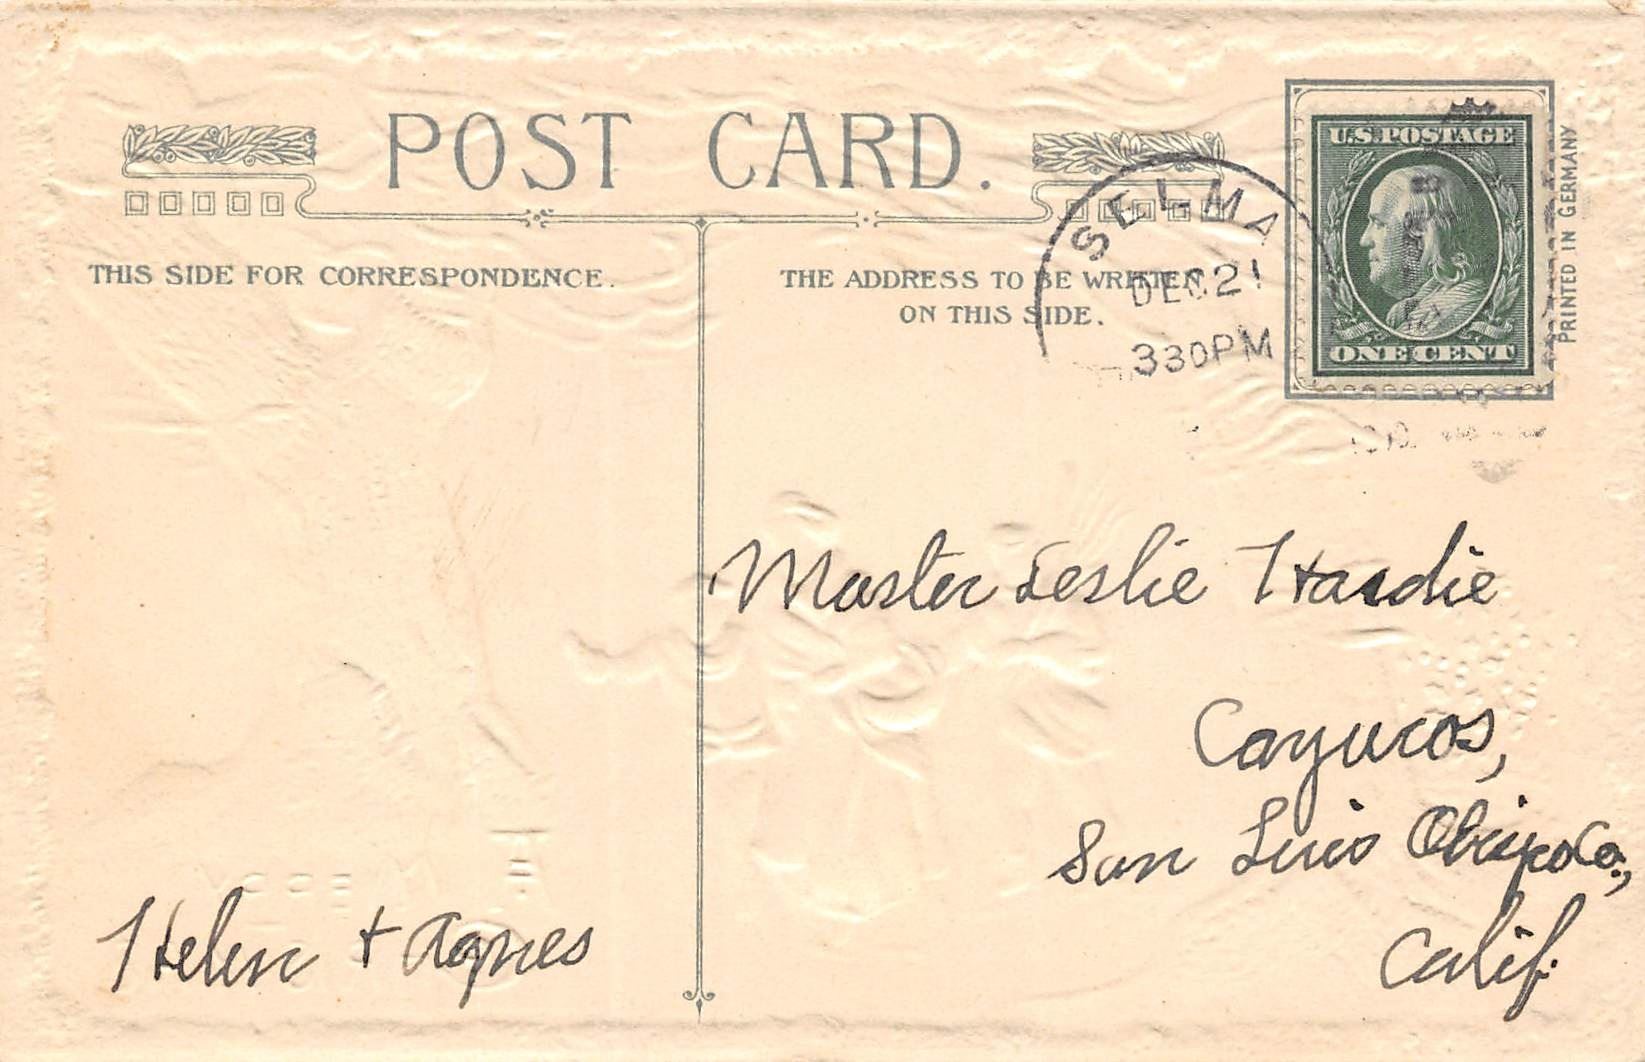 POST CARD.
THIS SIDE FOR CORRESPONDENCE.
THE ADDRESS TO BE WRITTEN
ON THIS SIDE.
SELMA
DEC 21
330PM
U.S. POSTAGE
ONE CENT
PRINTED IN GERMANY
Master Leslie Hardie
Cayucos,
San Luis Obispo Co.,
Calif.
Helen + Agnes